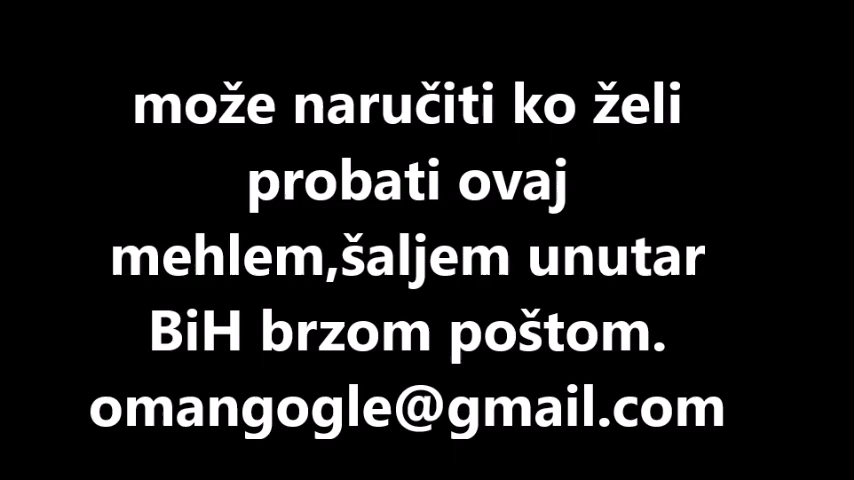 može naručiti ko želi
probati ovaj
mehlem,šaljem unutar
BiH brzom poštom.
omangogle@gmail.com